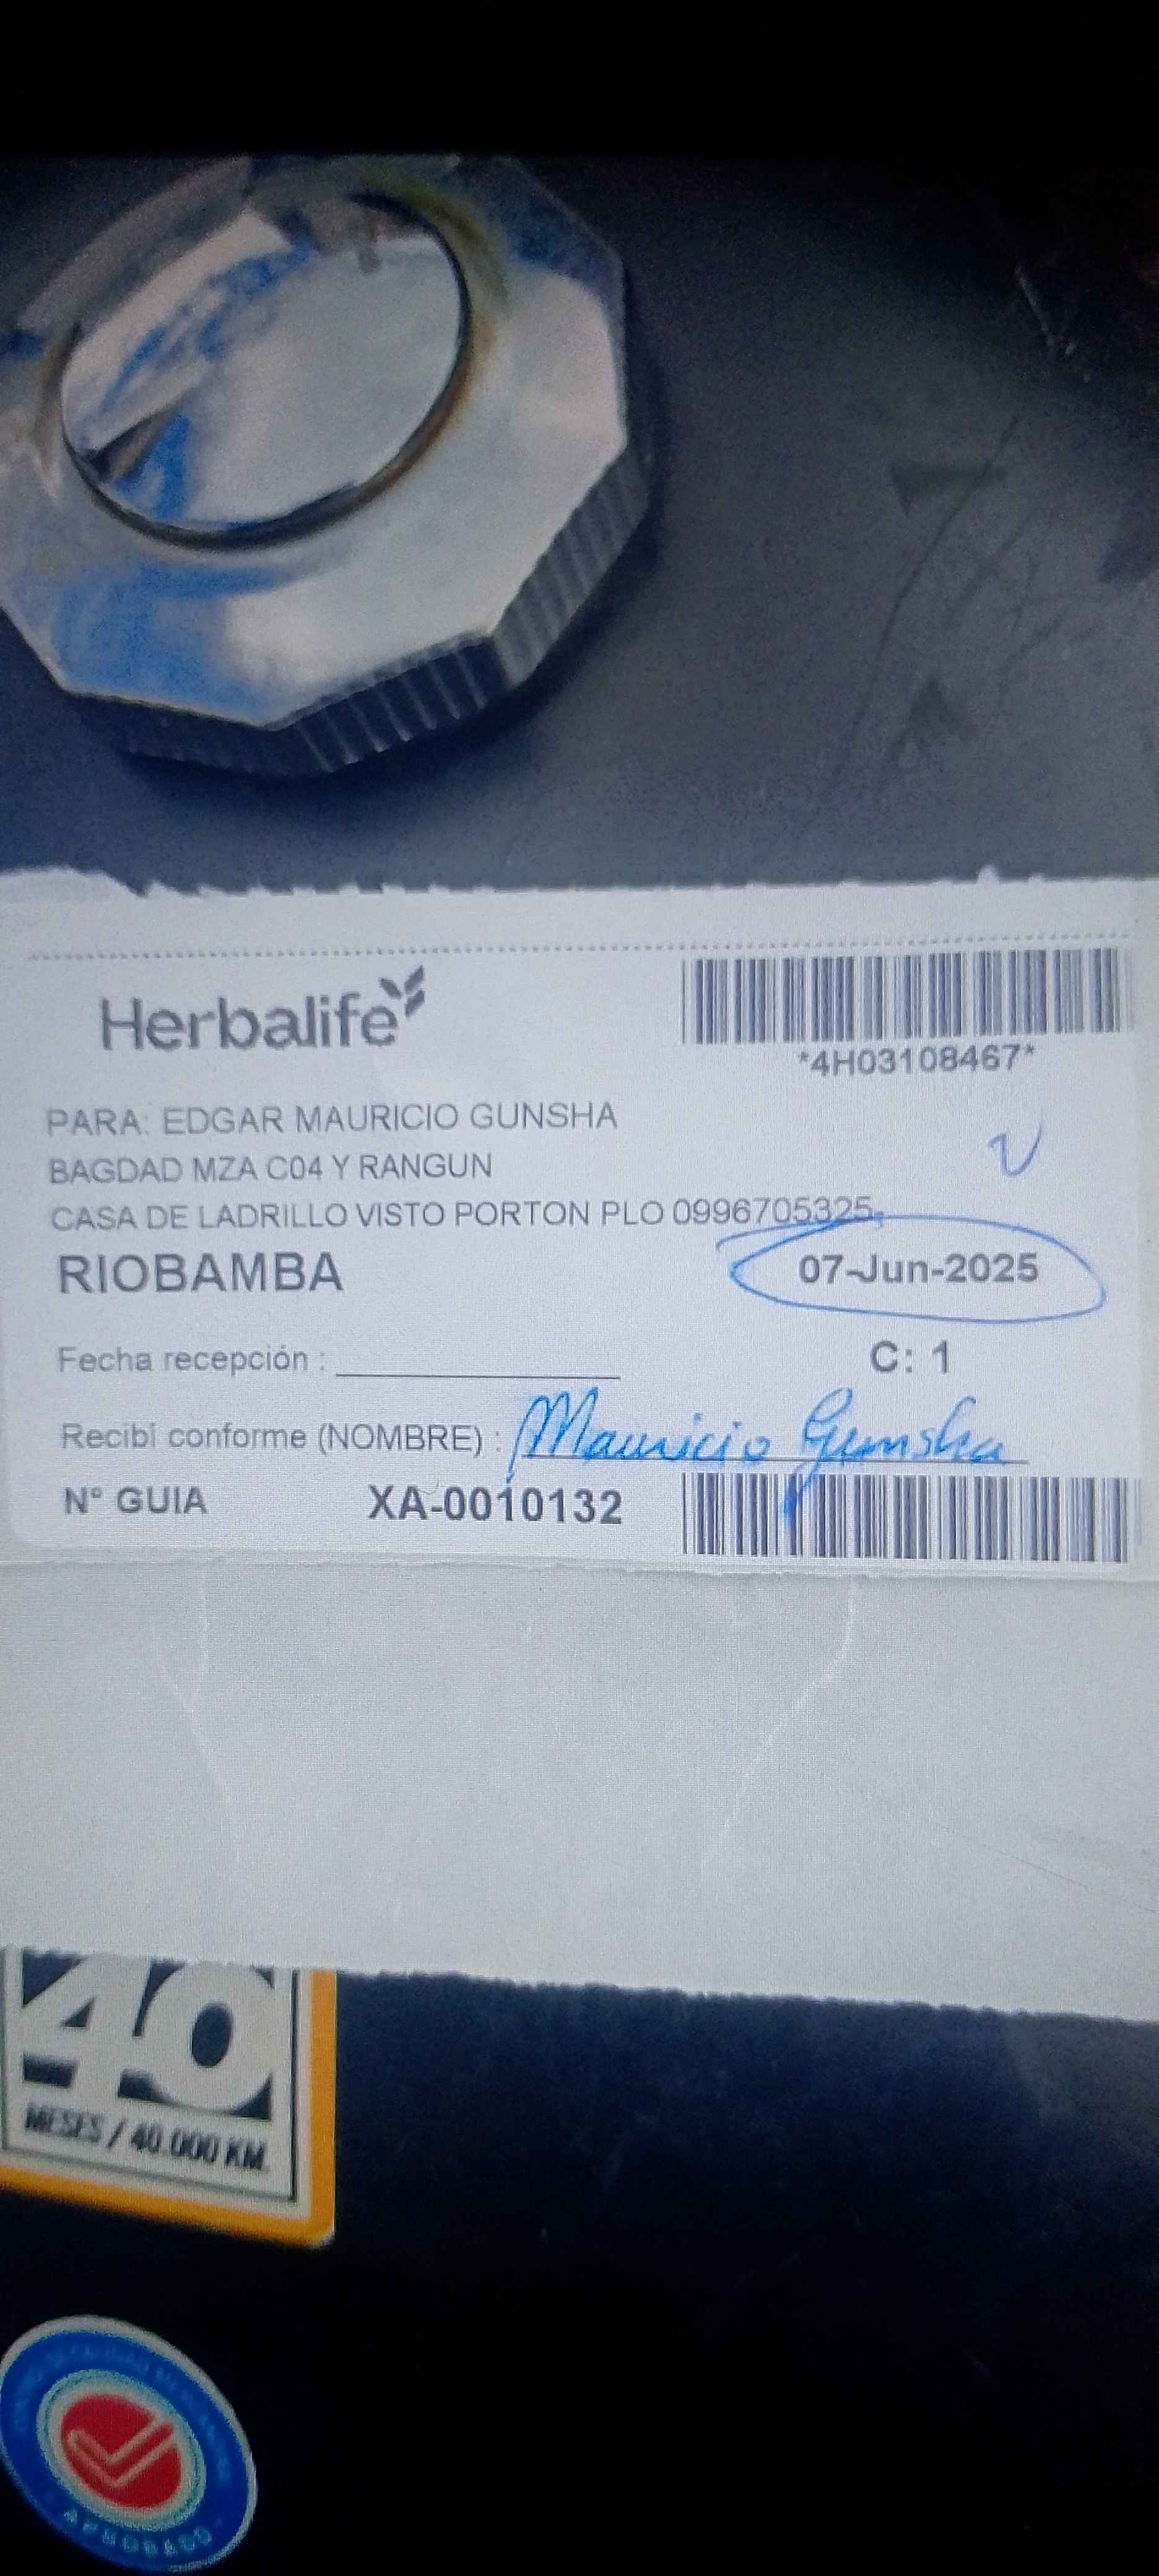 Herbalife
*4H03108467*
PARA: EDGAR MAURICIO GUNSHA
BAGDAD MZA C04 Y RANGUN
CASA DE LADRILLO VISTO PORTON PLO 0996705325,
RIOBAMBA
07-Jun-2025
Fecha recepción :
C: 1
Recibí conforme (NOMBRE) : Mauricio Gunsha
N° GUIA XA-0010132
40
MESES / 40.000 KM.
APROBADO